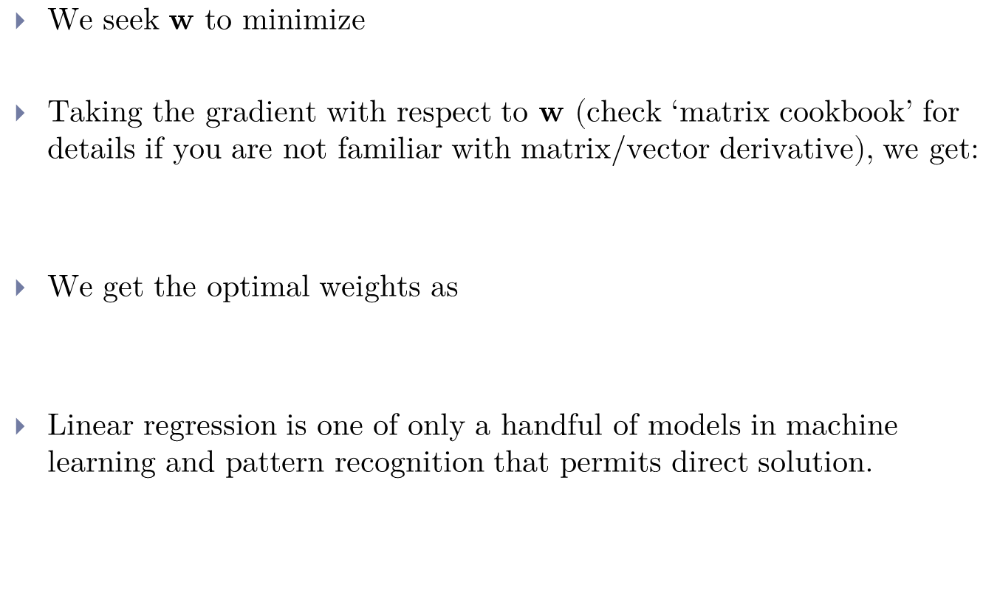 We seek w to minimize
Taking the gradient with respect to w (check ‘matrix cookbook’ for
details if you are not familiar with matrix/vector derivative), we get:
We get the optimal weights as
Linear regression is one of only a handful of models in machine
learning and pattern recognition that permits direct solution.